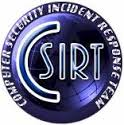 COMPUTER SECURITY INCIDENT RESPONSE TEAM
CSIRT